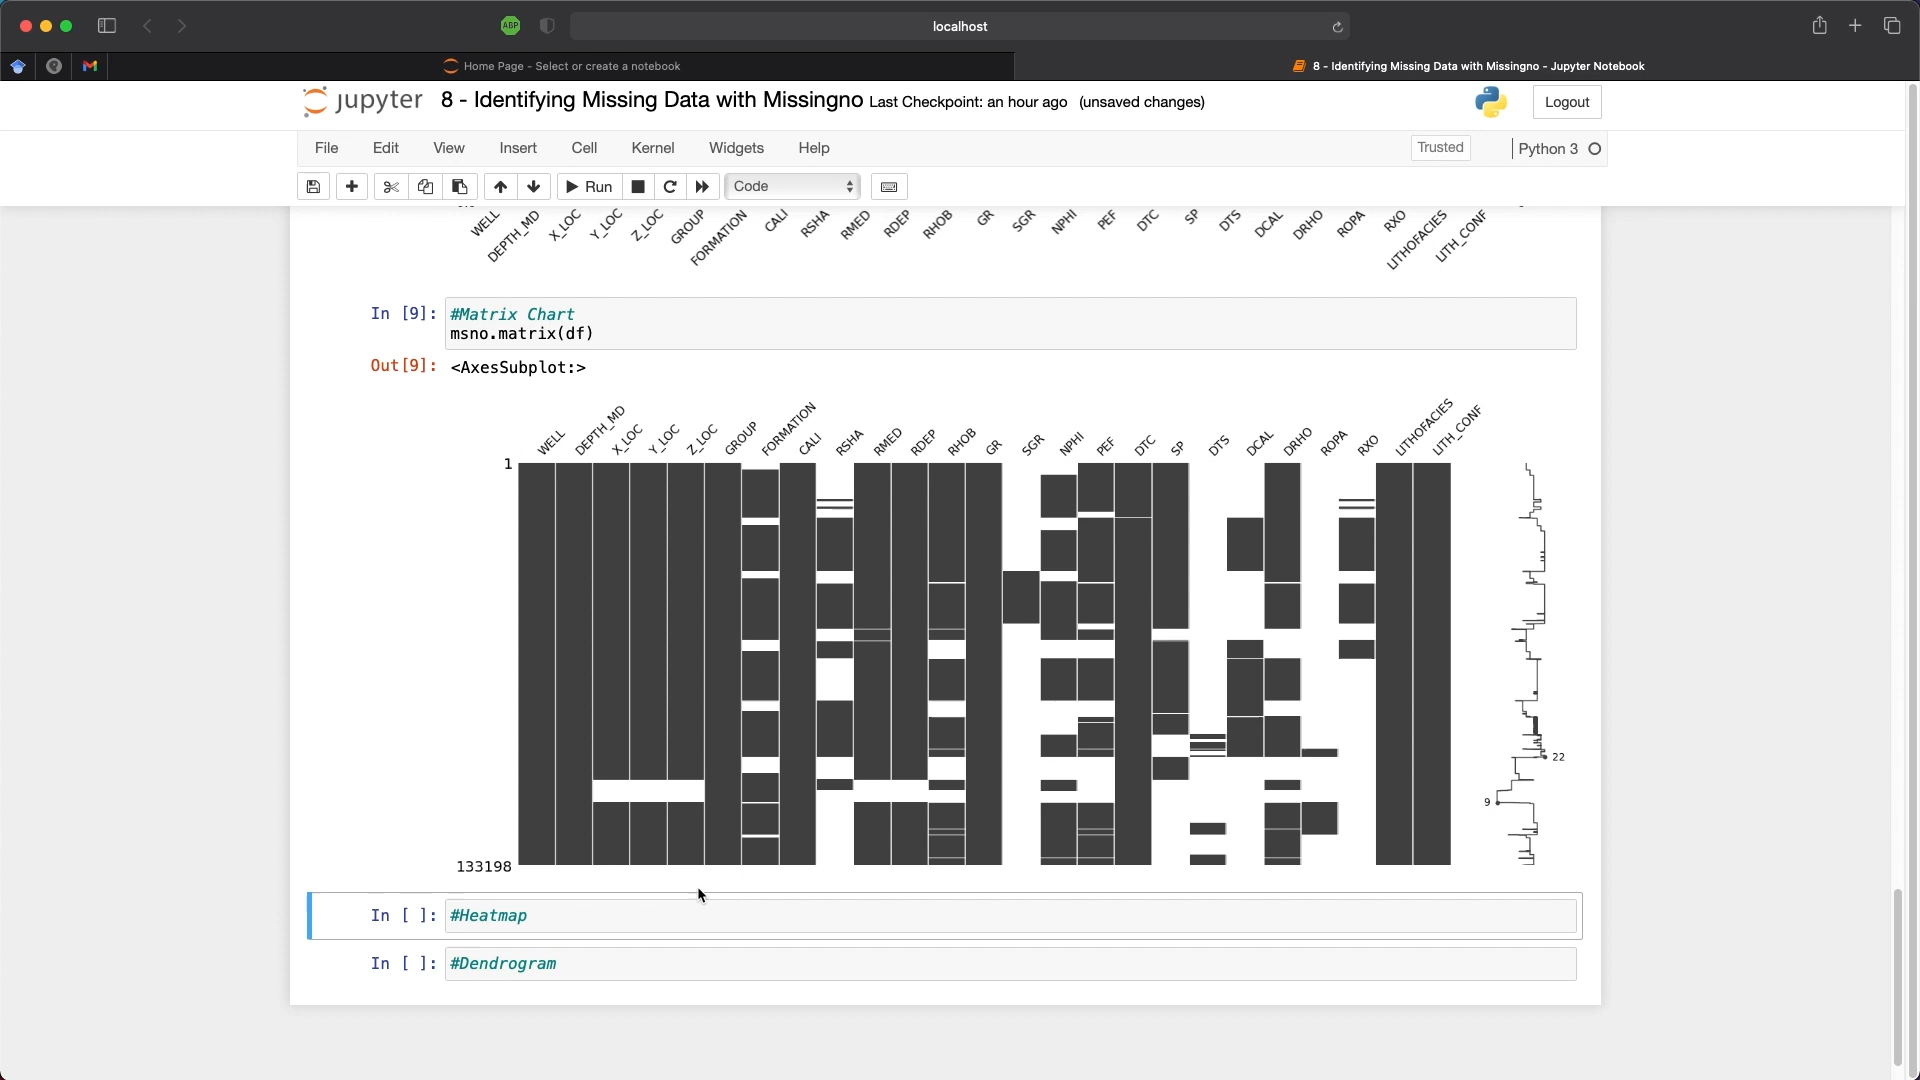 ABP
localhost
Home Page - Select or create a notebook
8 - Identifying Missing Data with Missingno - Jupyter Notebook
jupyter 8 - Identifying Missing Data with Missingno Last Checkpoint: an hour ago (unsaved changes)
Logout
File Edit View Insert Cell Kernel Widgets Help
Trusted
Python 3
Run
Code
WELL DEPTH_MD X_LOC Y_LOC Z_LOC GROUP FORMATION CALI RSHA RMED RDEP RHOB GR SGR NPHI PEF DTC SP DTS DCAL DRHO ROPA RXO LITHOFACIES LITH_CONF
In [9]: #Matrix Chart
msno.matrix(df)
Out[9]: <AxesSubplot:>
WELL DEPTH_MD X_LOC Y_LOC Z_LOC GROUP FORMATION CALI RSHA RMED RDEP RHOB GR SGR NPHI PEF DTC SP DTS DCAL DRHO ROPA RXO LITHOFACIES LITH_CONF
1
22
9
133198
In [ ]: #Heatmap
In [ ]: #Dendrogram